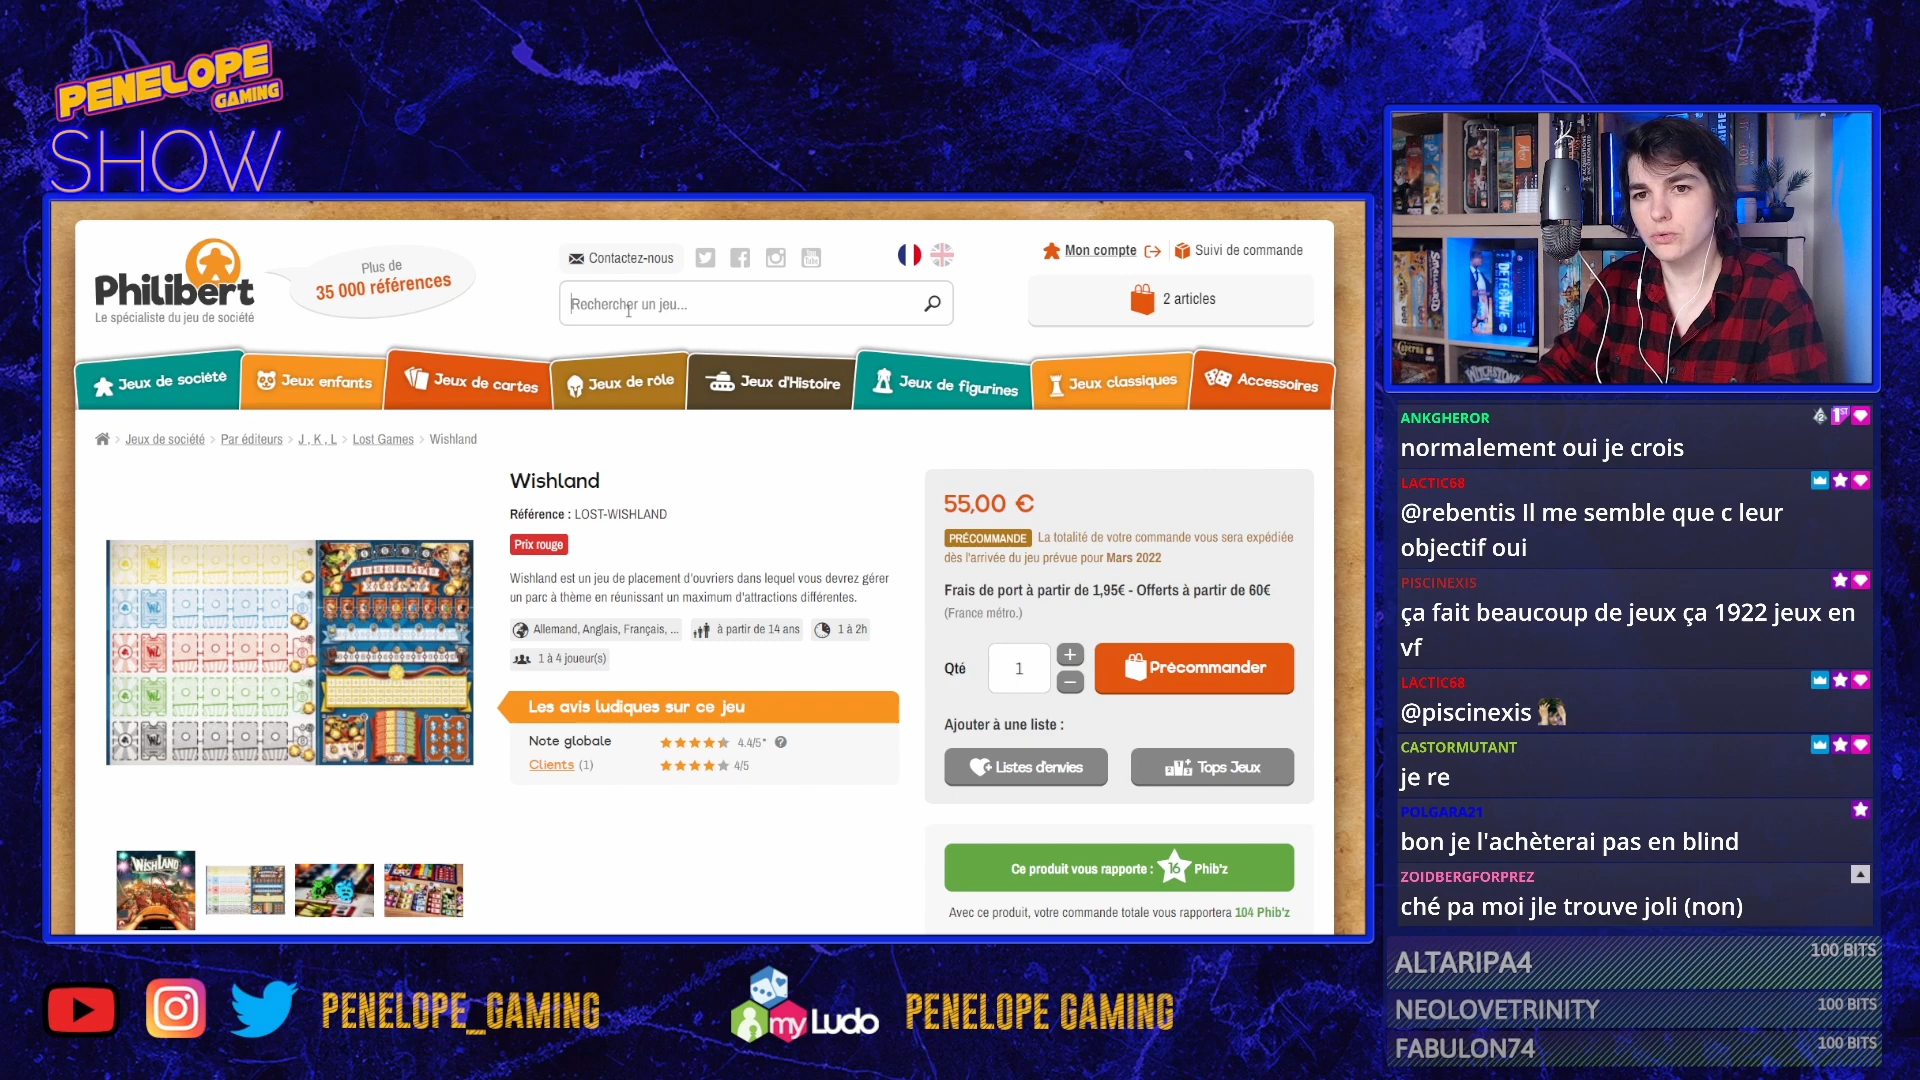 PENELOPE
GAMING
SHOW
Philibert
Le spécialiste du jeu de société
Plus de
35 000 références
Contactez-nous
Rechercher un jeu...
Mon compte
Suivi de commande
2 articles
Jeux de société
Jeux enfants
Jeux de cartes
Jeux de rôle
Jeux d'Histoire
Jeux de figurines
Jeux classiques
Accessoires
> Jeux de société > Par éditeurs > J , K , L > Lost Games > Wishland
Wishland
Référence : LOST-WISHLAND
Prix rouge
Wishland est un jeu de placement d'ouvriers dans lequel vous devrez gérer
un parc à thème en réunissant un maximum d'attractions différentes.
Allemand, Anglais, Français, ...
à partir de 14 ans
1 à 2h
1 à 4 joueur(s)
Les avis ludiques sur ce jeu
Note globale
4.4/5*
Clients (1)
4/5
WISHLAND
55,00 €
PRÉCOMMANDE La totalité de votre commande vous sera expédiée
dès l'arrivée du jeu prévue pour Mars 2022
Frais de port à partir de 1,95€ - Offerts à partir de 60€
(France métro.)
Qté
1
+
−
Précommander
Ajouter à une liste :
Listes d'envies
Tops Jeux
Ce produit vous rapporte : 16 Phib'z
Avec ce produit, votre commande totale vous rapportera 104 Phib'z
DETECTIVE
ANKGHEROR
normalement oui je crois
LACTIC68
@rebentis Il me semble que c leur
objectif oui
PISCINEXIS
ça fait beaucoup de jeux ça 1922 jeux en
vf
LACTIC68
@piscinexis
CASTORMUTANT
je re
POLGARA21
bon je l'achèterai pas en blind
ZOIDBERGFORPREZ
ché pa moi jle trouve joli (non)
ALTARIPA4
100 BITS
NEOLOVETRINITY
100 BITS
FABULON74
100 BITS
PENELOPE_GAMING
my Ludo
PENELOPE GAMING